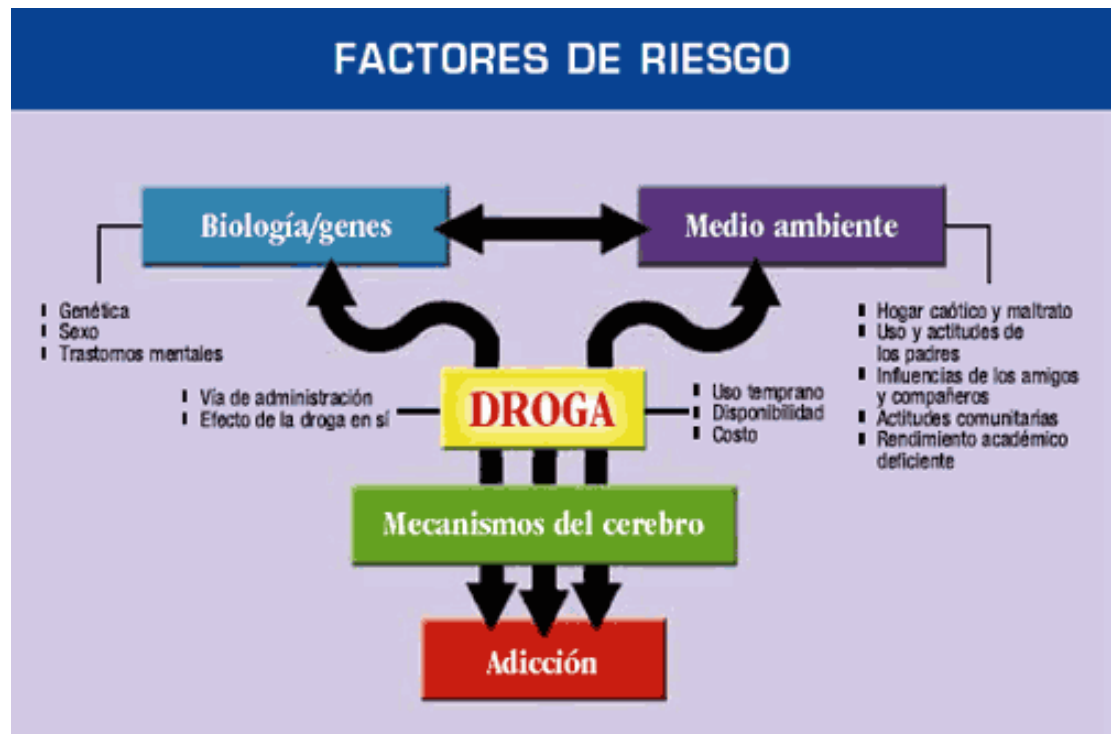 FACTORES DE RIESGO
Biología/genes
Medio ambiente
Genética
Sexo
Trastornos mentales
Hogar caótico y maltrato
Uso y actitudes de
los padres
Influencias de los amigos
y compañeros
Actitudes comunitarias
Rendimiento académico
deficiente
Vía de administración
Efecto de la droga en sí
DROGA
Uso temprano
Disponibilidad
Costo
Mecanismos del cerebro
Adicción